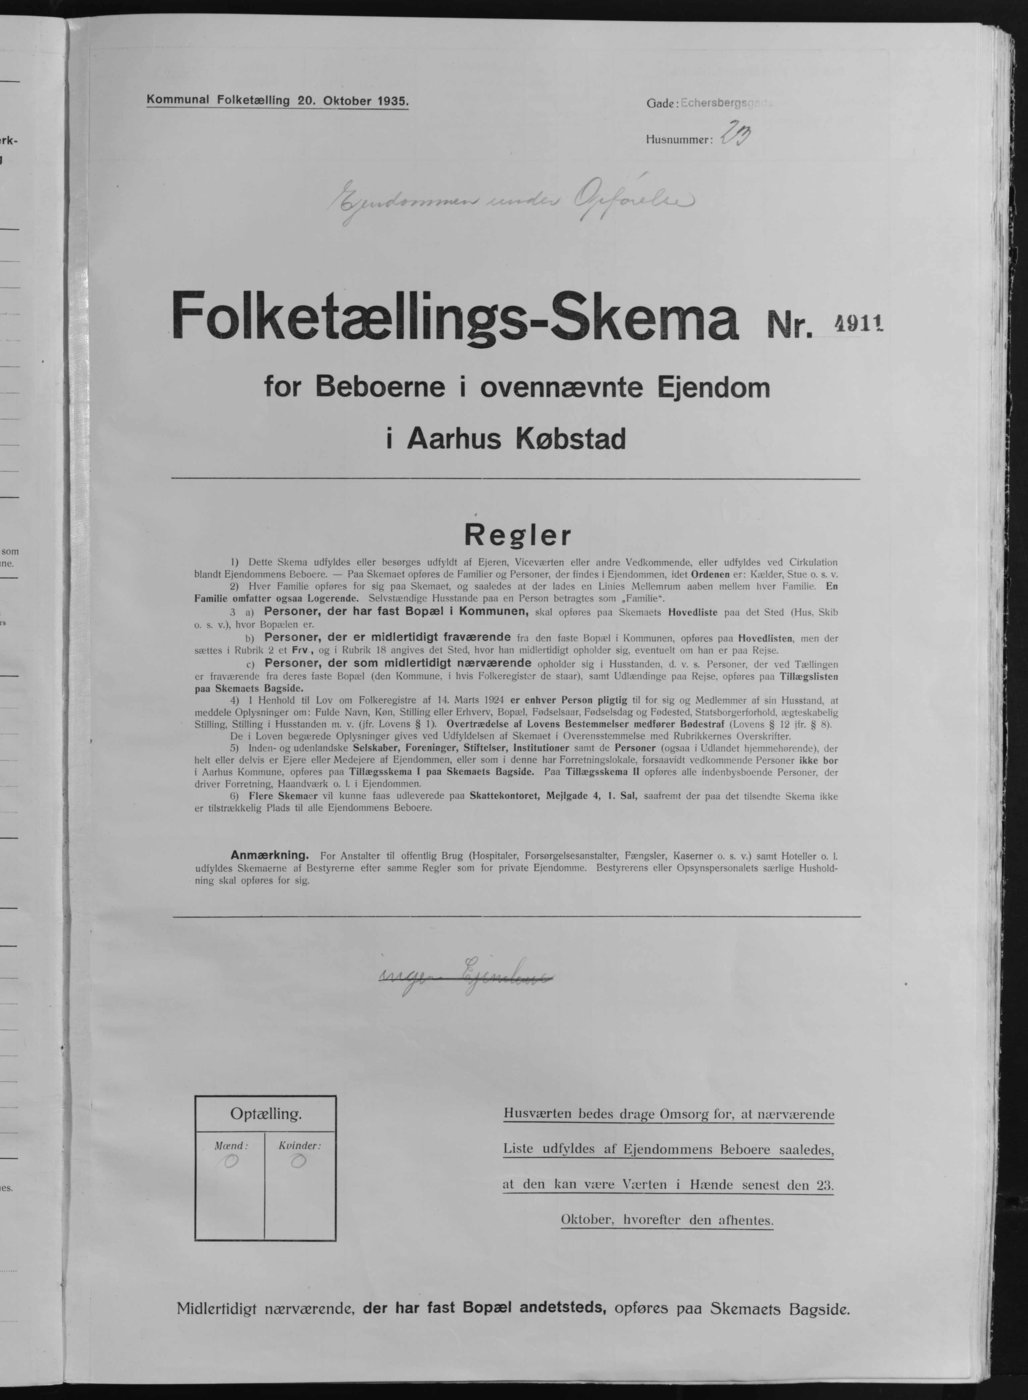 Kommunal Folketælling 20. Oktober 1935.
Gade: Echersbergsgade
Husnummer: 23
Ejendommen under Opførelse
Folketællings-Skema Nr. 4911
for Beboerne i ovennævnte Ejendom
i Aarhus Købstad
Regler
1) Dette Skema udfyldes eller besørges udfyldt af Ejeren, Viceværten eller andre Vedkommende, eller udfyldes ved Cirkulation
blandt Ejendommens Beboere. — Paa Skemaet opføres de Familier og Personer, der findes i Ejendommen, idet Ordenen er: Kælder, Stue o. s. v.
2) Hver Familie opføres for sig paa Skemaet, og saaledes at der lades en Linies Mellemrum aaben mellem hver Familie. En
Familie omfatter ogsaa Logerende. Selvstændige Husstande paa en Person betragtes som „Familie".
3 a) Personer, der har fast Bopæl i Kommunen, skal opføres paa Skemaets Hovedliste paa det Sted (Hus, Skib
o. s. v.), hvor Bopælen er.
b) Personer, der er midlertidigt fraværende fra den faste Bopæl i Kommunen, opføres paa Hovedlisten, men der
sættes i Rubrik 2 et Frv., og i Rubrik 18 angives det Sted, hvor han midlertidigt opholder sig, eventuelt om han er paa Rejse.
c) Personer, der som midlertidigt nærværende opholder sig i Husstanden, d. v. s. Personer, der ved Tællingen
er fraværende fra deres faste Bopæl (den Kommune, i hvis Folkeregister de staar), samt Udlændinge paa Rejse, opføres paa Tillægslisten
paa Skemaets Bagside.
4) I Henhold til Lov om Folkeregistre af 14. Marts 1924 er enhver Person pligtig til for sig og Medlemmer af sin Husstand, at
meddele Oplysninger om: Fulde Navn, Køn, Stilling eller Erhverv, Bopæl, Fødselsaar, Fødselsdag og Fødested, Statsborgerforhold, ægteskabelig
Stilling, Stilling i Husstanden m. v. (jfr. Lovens § 1). Overtrædelse af Lovens Bestemmelser medfører Bødestraf (Lovens § 12 jfr. § 8).
De i Loven begærede Oplysninger gives ved Udfyldelsen af Skemaet i Overensstemmelse med Rubrikkernes Overskrifter.
5) Inden- og udenlandske Selskaber, Foreninger, Stiftelser, Institutioner samt de Personer (ogsaa i Udlandet hjemmehørende), der
helt eller delvis er Ejere eller Medejere af Ejendommen, eller som i denne har Forretningslokale, forsaavidt vedkommende Personer ikke bor
i Aarhus Kommune, opføres paa Tillægsskema I paa Skemaets Bagside. Paa Tillægsskema II opføres alle indenbysboende Personer, der
driver Forretning, Haandværk o. l. i Ejendommen.
6) Flere Skemaer vil kunne faas udleverede paa Skattekontoret, Mejlgade 4, 1. Sal, saafremt der paa det tilsendte Skema ikke
er tilstrækkelig Plads til alle Ejendommens Beboere.
Anmærkning. For Anstalter til offentlig Brug (Hospitaler, Forsørgelsesanstalter, Fængsler, Kaserner o. s. v.) samt Hoteller o. l.
udfyldes Skemaerne af Bestyrerne efter samme Regler som for private Ejendomme. Bestyrerens eller Opsynspersonalets særlige Hushold-
ning skal opføres for sig.
ingen
Optælling.
Mænd: Kvinder:
0 0
Husværten bedes drage Omsorg for, at nærværende
Liste udfyldes af Ejendommens Beboere saaledes,
at den kan være Værten i Hænde senest den 23.
Oktober, hvorefter den afhentes.
Midlertidigt nærværende, der har fast Bopæl andetsteds, opføres paa Skemaets Bagside.